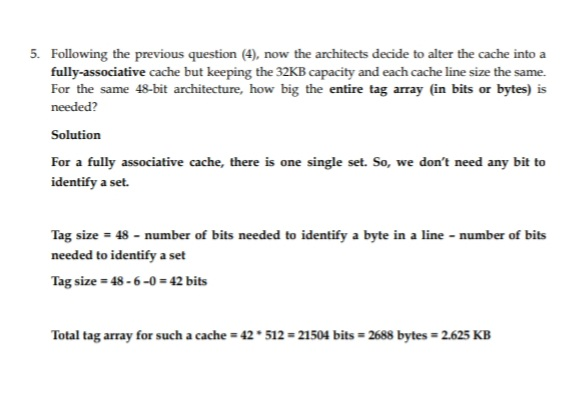 5. Following the previous question (4), now the architects decide to alter the cache into a
fully-associative cache but keeping the 32KB capacity and each cache line size the same.
For the same 48-bit architecture, how big the entire tag array (in bits or bytes) is
needed?
Solution
For a fully associative cache, there is one single set. So, we don't need any bit to
identify a set.
Tag size = 48 – number of bits needed to identify a byte in a line – number of bits
needed to identify a set
Tag size = 48 - 6 –0 = 42 bits
Total tag array for such a cache = 42 * 512 = 21504 bits = 2688 bytes = 2.625 KB